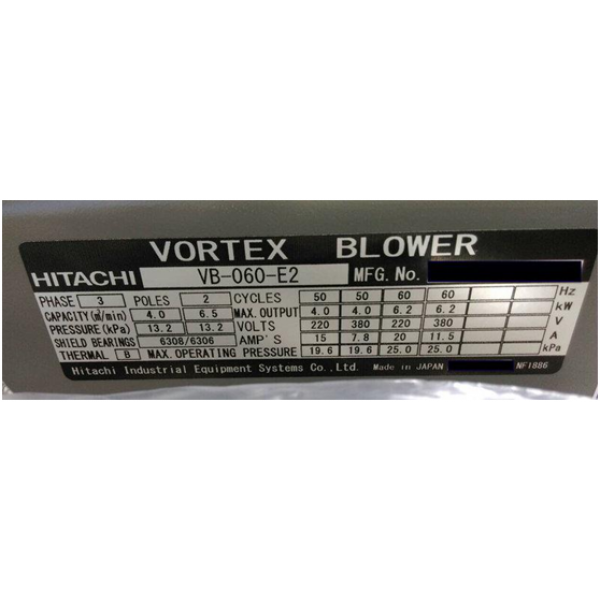 VORTEX BLOWER
HITACHI VB-060-E2 MFG. No.
PHASE 3 POLES 2 CYCLES 50 50 60 60 Hz
CAPACITY(㎥/min) 4.0 6.5 MAX. OUTPUT 4.0 4.0 6.2 6.2 kW
PRESSURE(kPa) 13.2 13.2 VOLTS 220 380 220 380 V
SHIELD BEARINGS 6308/6306 AMP'S 15 7.8 20 11.5 A
THERMAL B MAX. OPERATING PRESSURE 19.6 19.6 25.0 25.0 kPa
Hitachi Industrial Equipment Systems Co., Ltd. Made in JAPAN NF1886